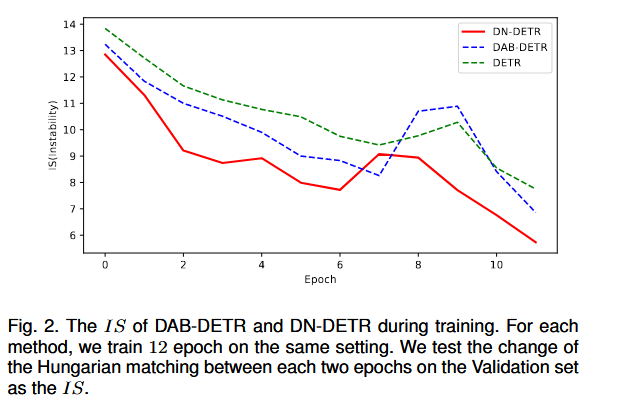 14
13
12
11
10
9
8
7
6
IS(Instability)
DN-DETR
DAB-DETR
DETR
0 2 4 6 8 10
Epoch
Fig. 2. The IS of DAB-DETR and DN-DETR during training. For each
method, we train 12 epoch on the same setting. We test the change of
the Hungarian matching between each two epochs on the Validation set
as the IS.